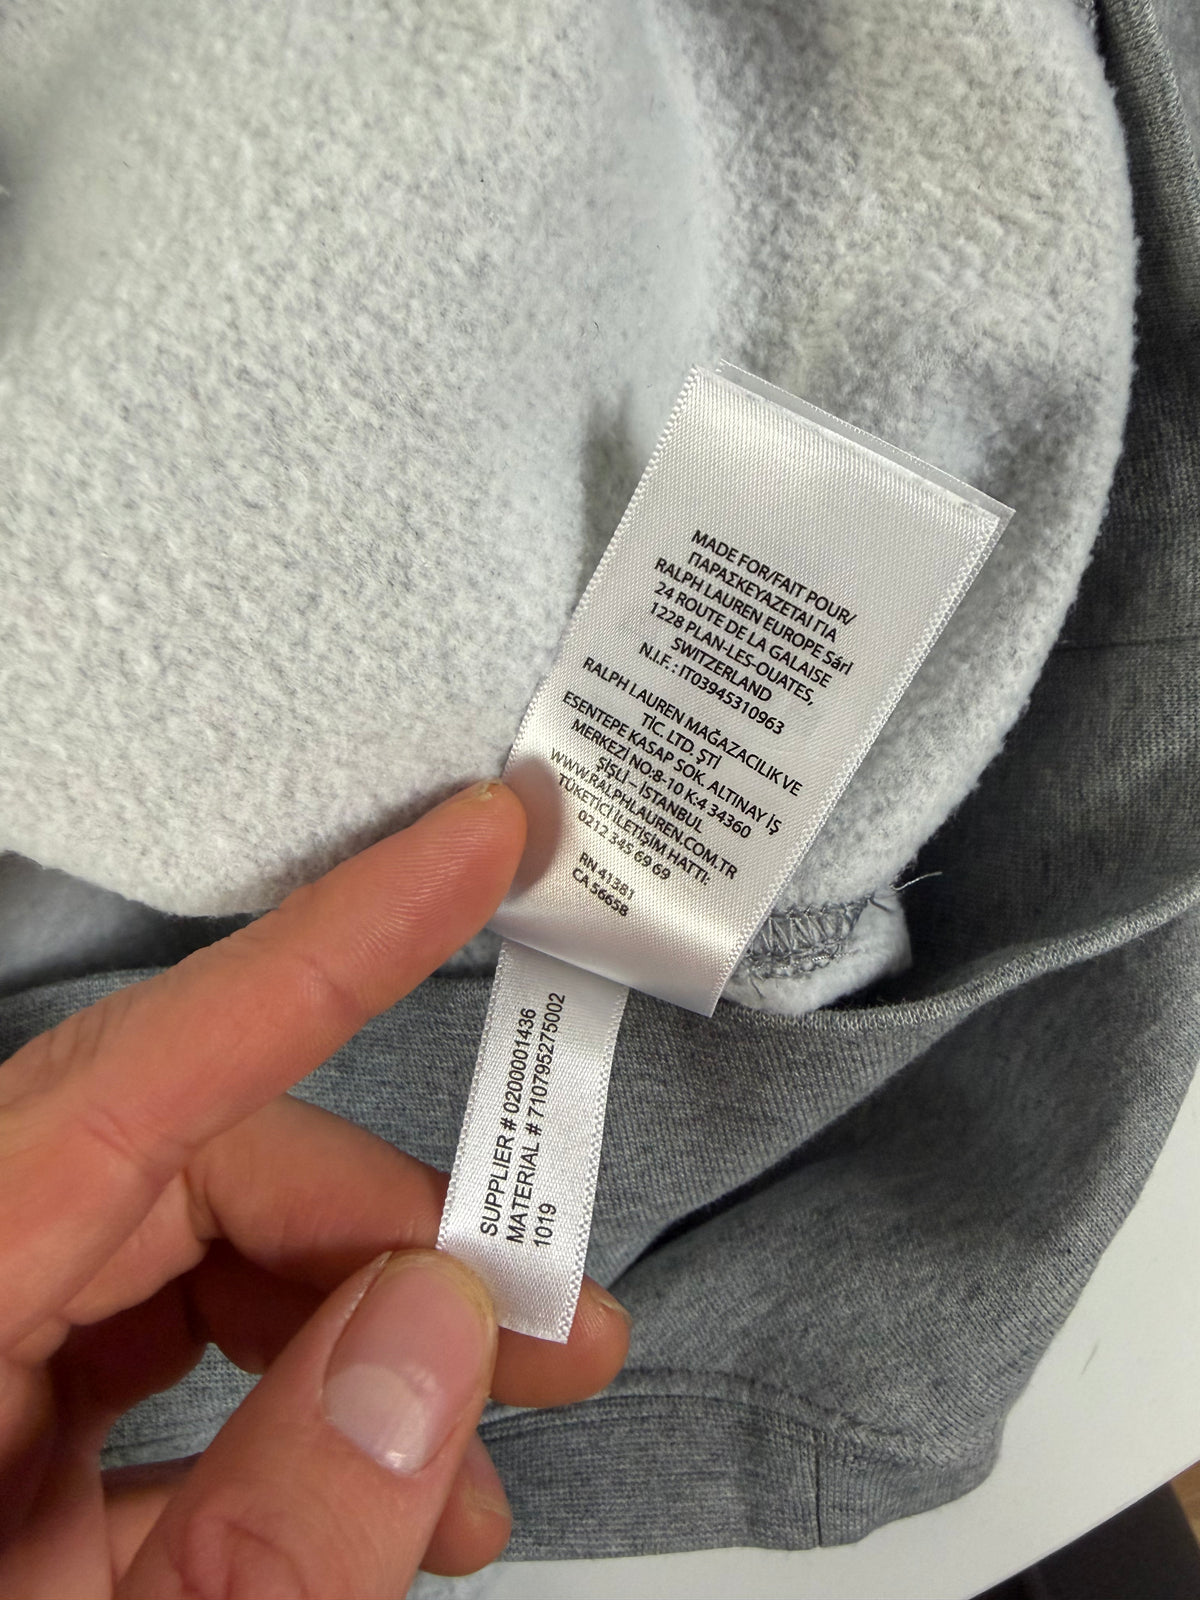 MADE FOR/FAIT POUR/
ΠΑΡΑΣΚΕΥΑΖΕΤΑΙ ΓΙΑ
RALPH LAUREN EUROPE Sárl
24 ROUTE DE LA GALAISE
1228 PLAN-LES-OUATES,
SWITZERLAND
N.I.F. : IT03945310963
RALPH LAUREN MAĞAZACILIK VE
TİC. LTD. ŞTİ
ESENTEPE KASAP SOK. ALTINAY İŞ
MERKEZİ NO:8-10 K:4 34360
ŞİŞLİ – İSTANBUL
WWW.RALPHLAUREN.COM.TR
TÜKETİCİ İLETİŞİM HATTI:
0212 345 69 69
RN 41381
CA 56658
SUPPLIER # 0200001436
MATERIAL # 710795275002
1019